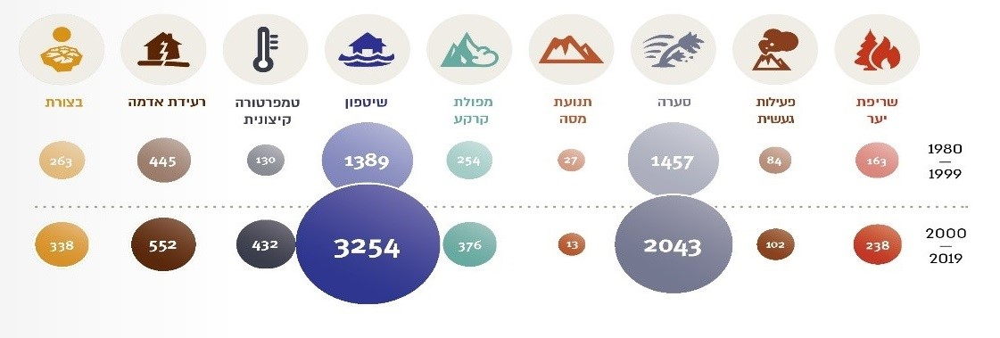 שריפת
יער
פעילות
געשית
סערה
תנועת
מסה
מפולת
קרקע
שיטפון
טמפרטורה
קיצונית
רעידת אדמה
בצורת
1980
—
1999
163
84
1457
27
254
1389
130
445
263
2000
—
2019
238
102
2043
13
376
3254
432
552
338